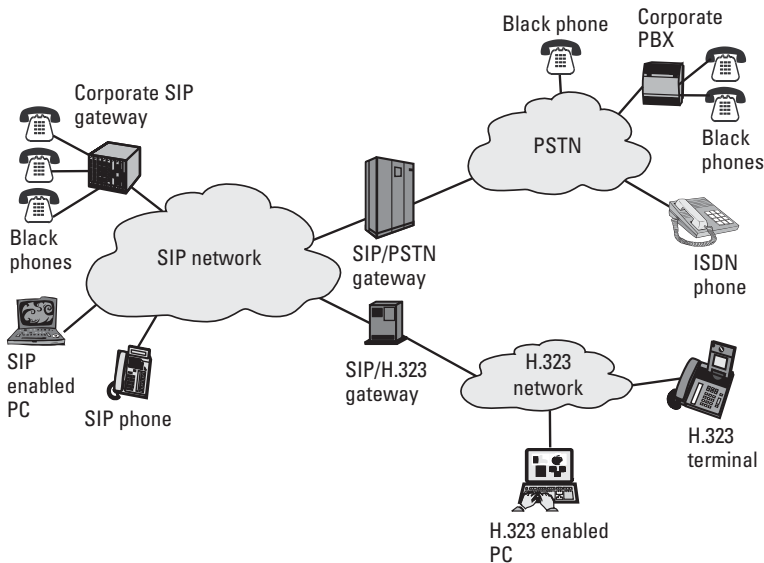 Black phone
Corporate
PBX
Corporate SIP
gateway
PSTN
Black
phones
Black
phones
SIP network
SIP/PSTN
gateway
ISDN
phone
SIP
enabled
PC
SIP phone
SIP/H.323
gateway
H.323
network
H.323
terminal
H.323 enabled
PC